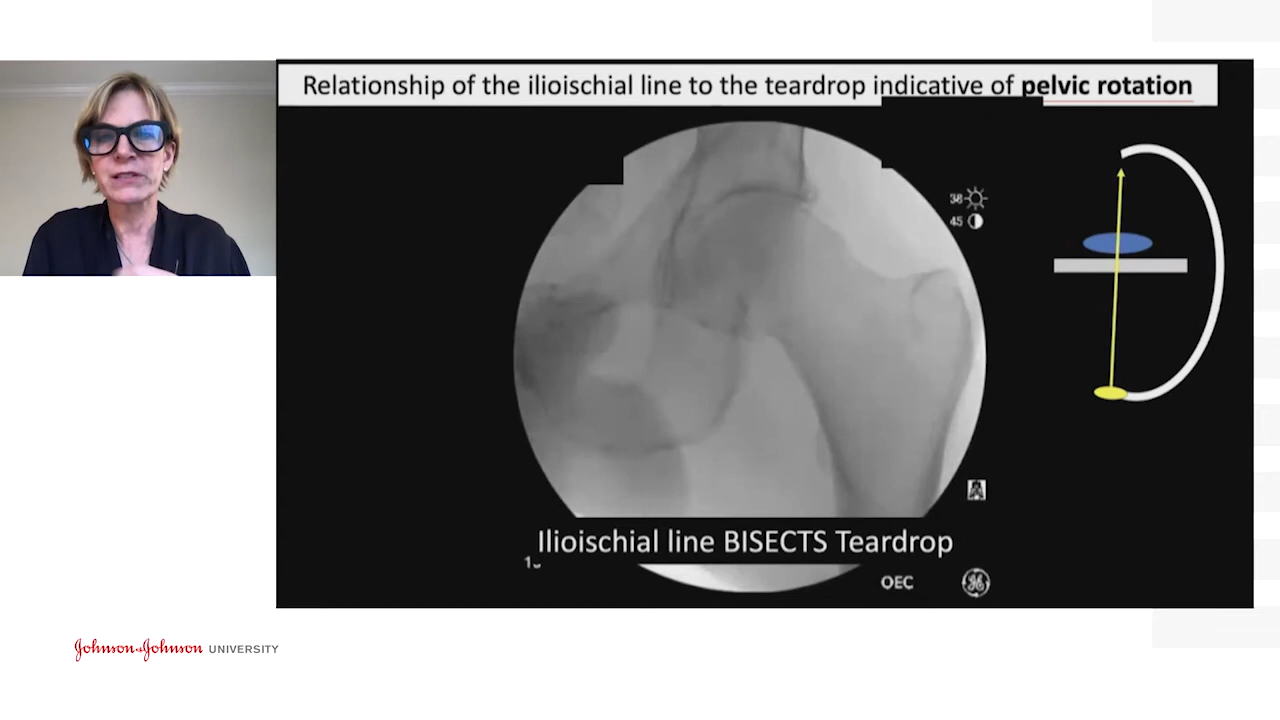 Relationship of the ilioischial line to the teardrop indicative of pelvic rotation
38
45
Ilioischial line BISECTS Teardrop
OEC
GE
Johnson & Johnson UNIVERSITY